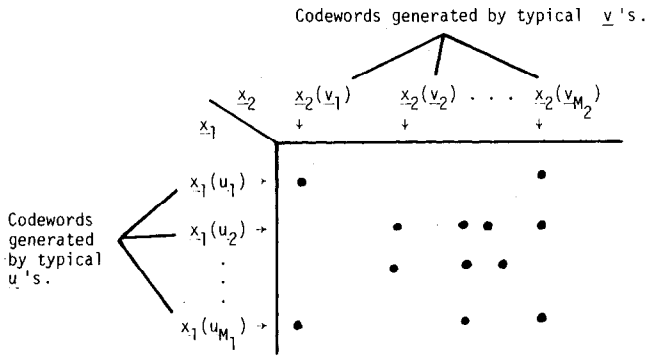 Codewords generated by typical v's.
x2 x2(v1) x2(v2) . . . x2(vM2)
x1
x1(u1)
Codewords x1(u2)
generated
by typical
u's.
x1(uM1)